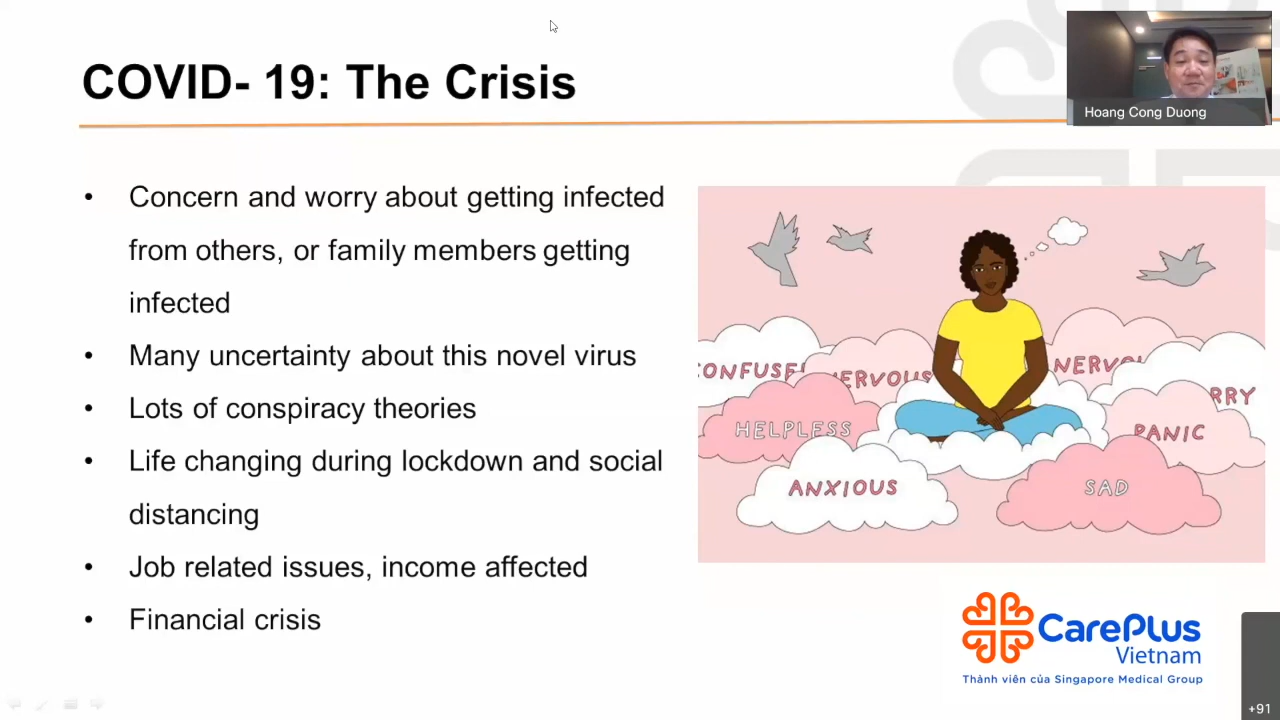 COVID- 19: The Crisis
Hoang Cong Duong
• Concern and worry about getting infected
from others, or family members getting
infected
• Many uncertainty about this novel virus
• Lots of conspiracy theories
• Life changing during lockdown and social
distancing
• Job related issues, income affected
• Financial crisis
NERVOUS
HELPLESS
PANIC
ANXIOUS
SAD
CarePlus
Vietnam
Thành viên của Singapore Medical Group
+91